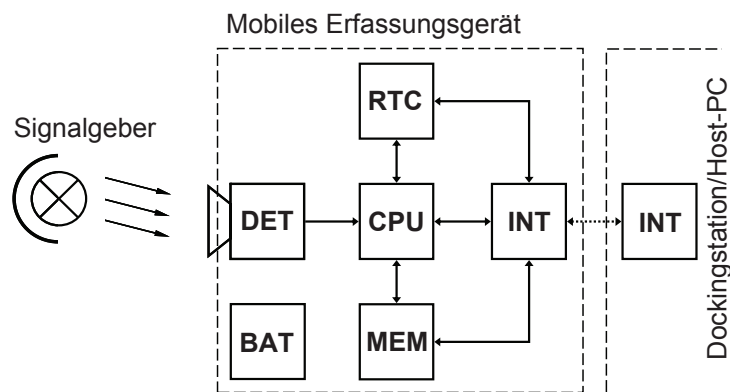 Mobiles Erfassungsgerät
Signalgeber
RTC
DET
CPU
INT
INT
BAT
MEM
Dockingstation/Host-PC